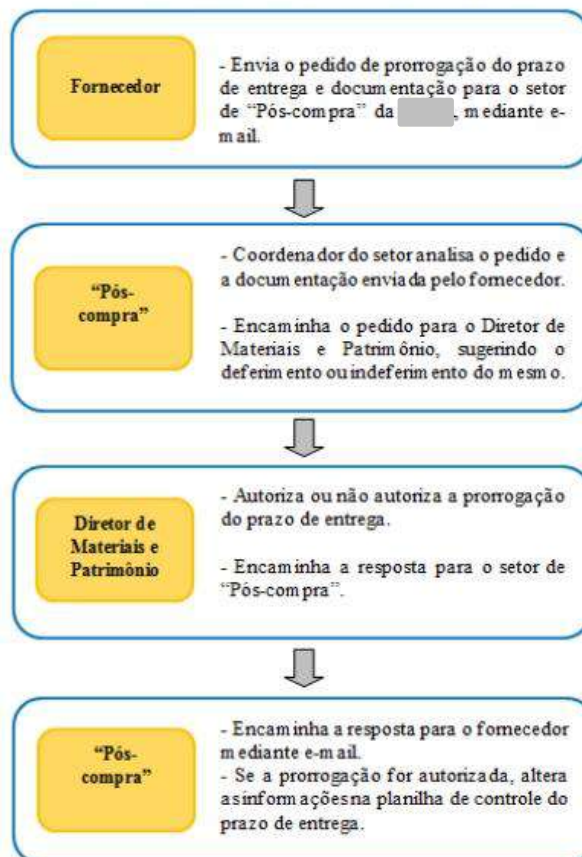 Fornecedor
- Envia o pedido de prorrogação do prazo
de entrega e documentação para o setor
de “Pós-compra” da , mediante e-
mail.
“Pós-
compra”
- Coordenador do setor analisa o pedido e
a documentação enviada pelo fornecedor.
- Encaminha o pedido para o Diretor de
Materiais e Patrimônio, sugerindo o
deferimento ou indeferimento do mesmo.
Diretor de
Materiais e
Patrimônio
- Autoriza ou não autoriza a prorrogação
do prazo de entrega.
- Encaminha a resposta para o setor de
“Pós-compra”.
“Pós-
compra”
- Encaminha a resposta para o fornecedor
mediante e-mail.
- Se a prorrogação for autorizada, altera
as informações na planilha de controle do
prazo de entrega.